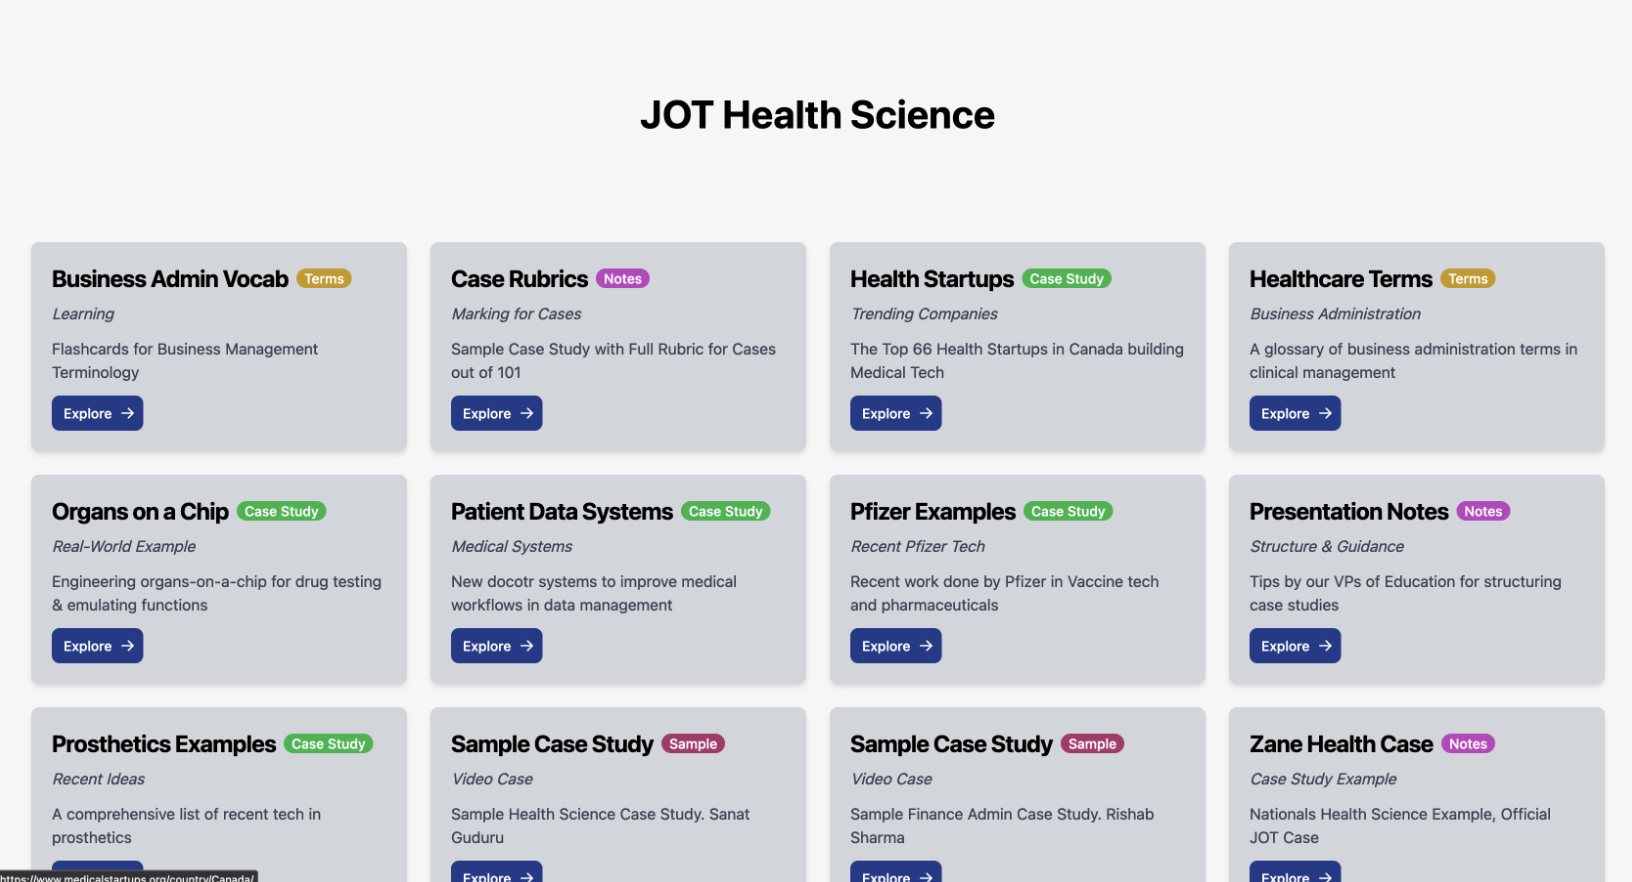 JOT Health Science
Business Admin Vocab Terms
Learning
Flashcards for Business Management
Terminology
Explore →
Case Rubrics Notes
Marking for Cases
Sample Case Study with Full Rubric for Cases
out of 101
Explore →
Health Startups Case Study
Trending Companies
The Top 66 Health Startups in Canada building
Medical Tech
Explore →
Healthcare Terms Terms
Business Administration
A glossary of business administration terms in
clinical management
Explore →
Organs on a Chip Case Study
Real-World Example
Engineering organs-on-a-chip for drug testing
& emulating functions
Explore →
Patient Data Systems Case Study
Medical Systems
New docotr systems to improve medical
workflows in data management
Explore →
Pfizer Examples Case Study
Recent Pfizer Tech
Recent work done by Pfizer in Vaccine tech
and pharmaceuticals
Explore →
Presentation Notes Notes
Structure & Guidance
Tips by our VPs of Education for structuring
case studies
Explore →
Prosthetics Examples Case Study
Recent Ideas
A comprehensive list of recent tech in
prosthetics
Sample Case Study Sample
Video Case
Sample Health Science Case Study. Sanat
Guduru
Explore →
Sample Case Study Sample
Video Case
Sample Finance Admin Case Study. Rishab
Sharma
Explore →
Zane Health Case Notes
Case Study Example
Nationals Health Science Example, Official
JOT Case
Explore →
https://www.medicalstartups.org/country/Canada/